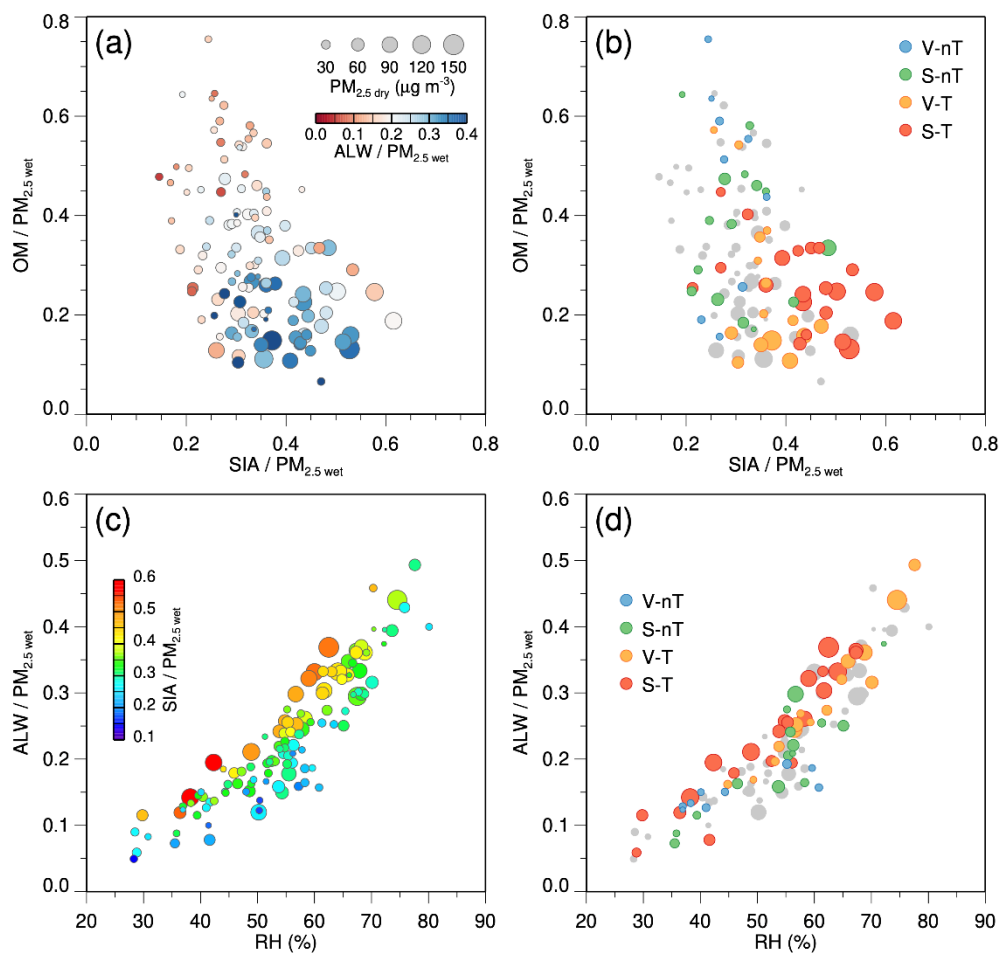 (a)
30 60 90 120 150
PM2.5 dry (μg m-3)
0.0 0.1 0.2 0.3 0.4
ALW / PM2.5 wet
0.8
0.6
0.4
0.2
0.0
OM / PM2.5 wet
0.0 0.2 0.4 0.6 0.8
SIA / PM2.5 wet
(b)
V-nT
S-nT
V-T
S-T
0.8
0.6
0.4
0.2
0.0
OM / PM2.5 wet
0.0 0.2 0.4 0.6 0.8
SIA / PM2.5 wet
(c)
0.6
0.5
0.4
0.3
0.2
0.1
SIA / PM2.5 wet
0.6
0.5
0.4
0.3
0.2
0.1
0.0
ALW / PM2.5 wet
20 30 40 50 60 70 80 90
RH (%)
(d)
V-nT
S-nT
V-T
S-T
0.6
0.5
0.4
0.3
0.2
0.1
0.0
ALW / PM2.5 wet
20 30 40 50 60 70 80 90
RH (%)